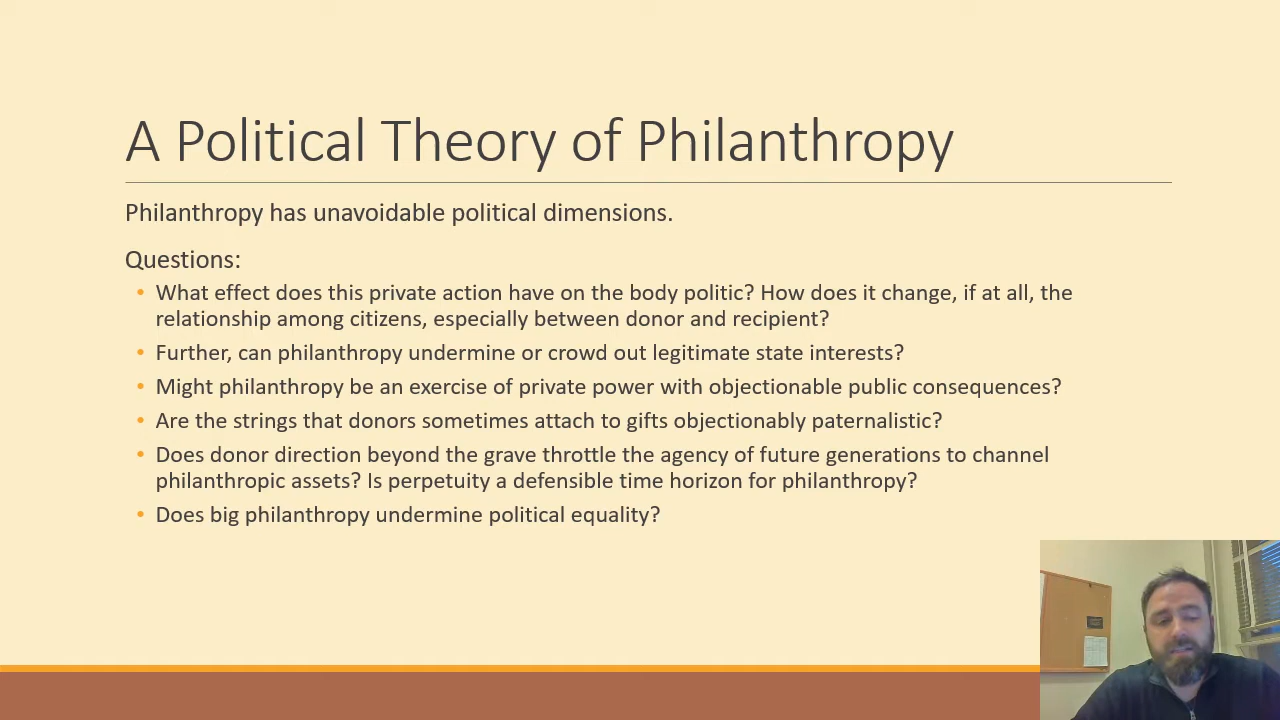 A Political Theory of Philanthropy
Philanthropy has unavoidable political dimensions.
Questions:
• What effect does this private action have on the body politic? How does it change, if at all, the
relationship among citizens, especially between donor and recipient?
• Further, can philanthropy undermine or crowd out legitimate state interests?
• Might philanthropy be an exercise of private power with objectionable public consequences?
• Are the strings that donors sometimes attach to gifts objectionably paternalistic?
• Does donor direction beyond the grave throttle the agency of future generations to channel
philanthropic assets? Is perpetuity a defensible time horizon for philanthropy?
• Does big philanthropy undermine political equality?